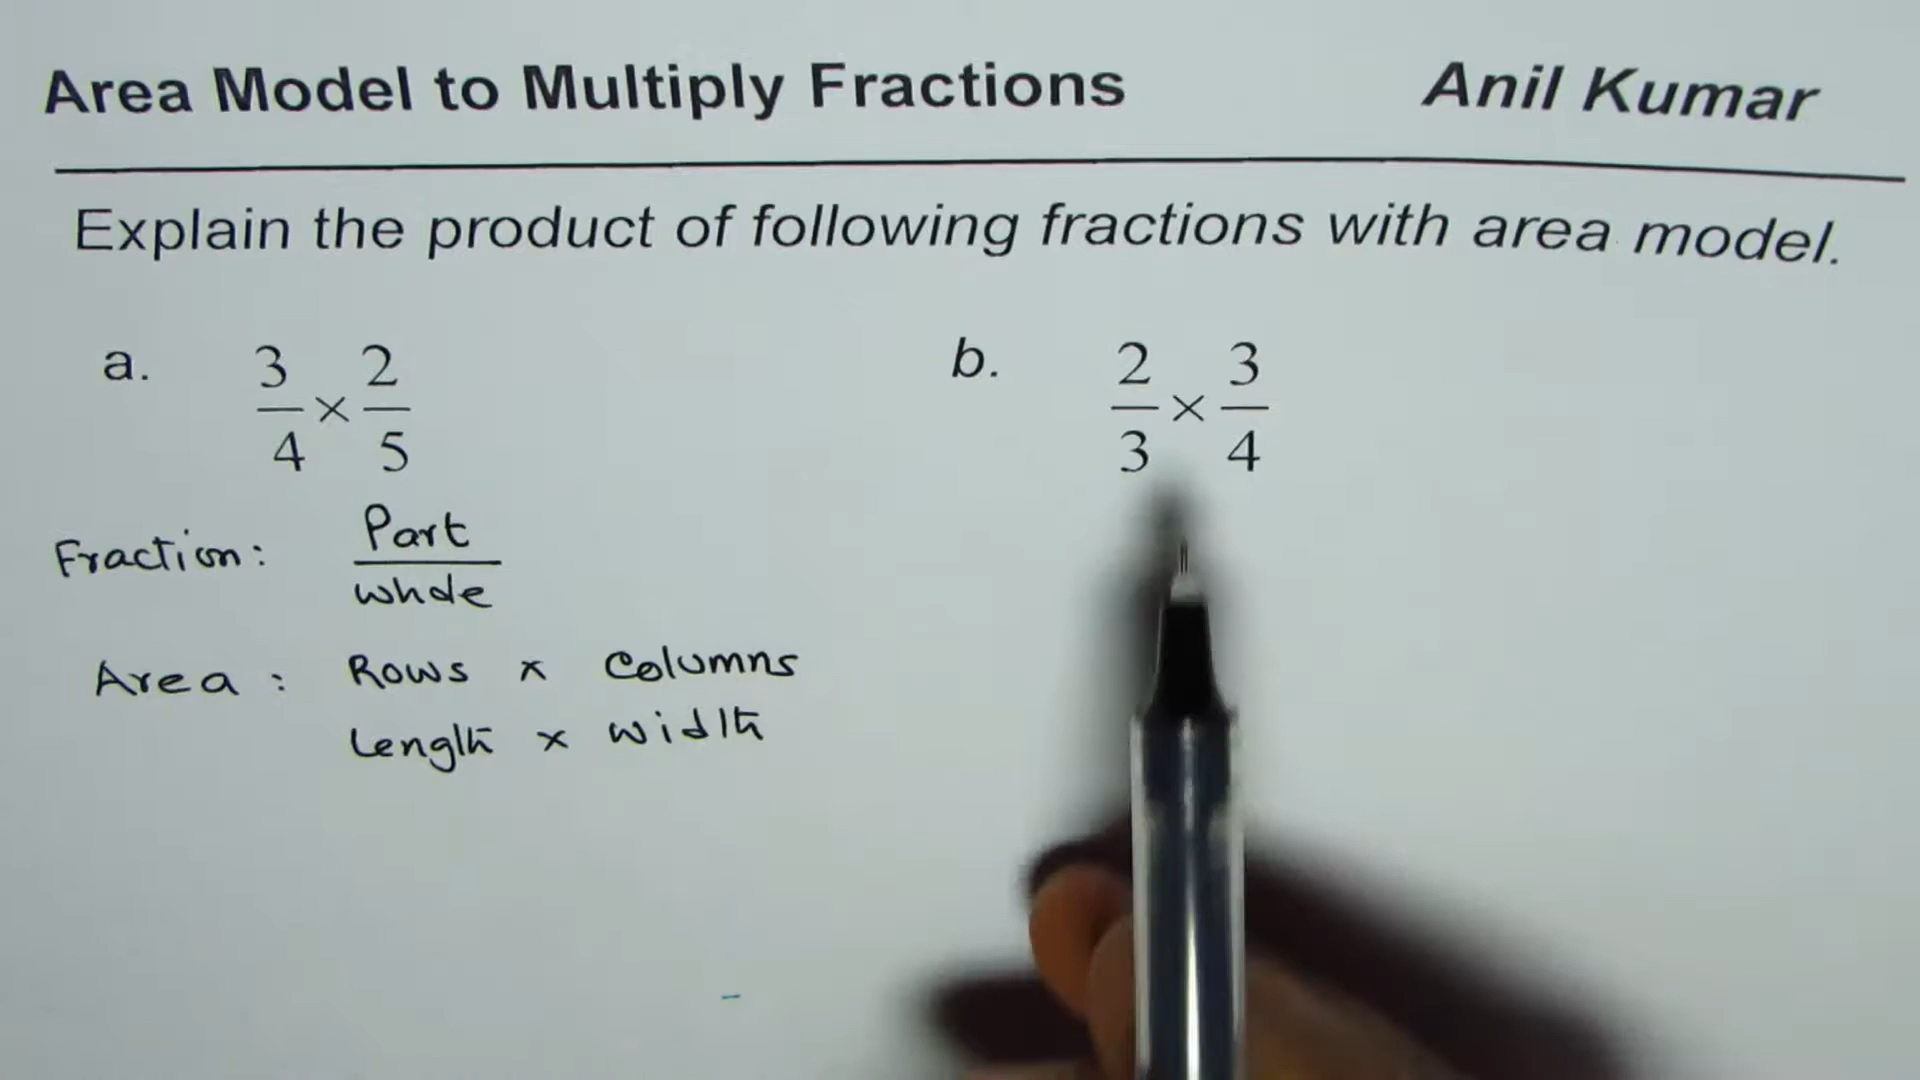 Area Model to Multiply Fractions Anil Kumar
Explain the product of following fractions with area model.
a. 3/4 × 2/5 b. 2/3 × 3/4
Fraction: Part/whole
Area: Rows × Columns
Length × width